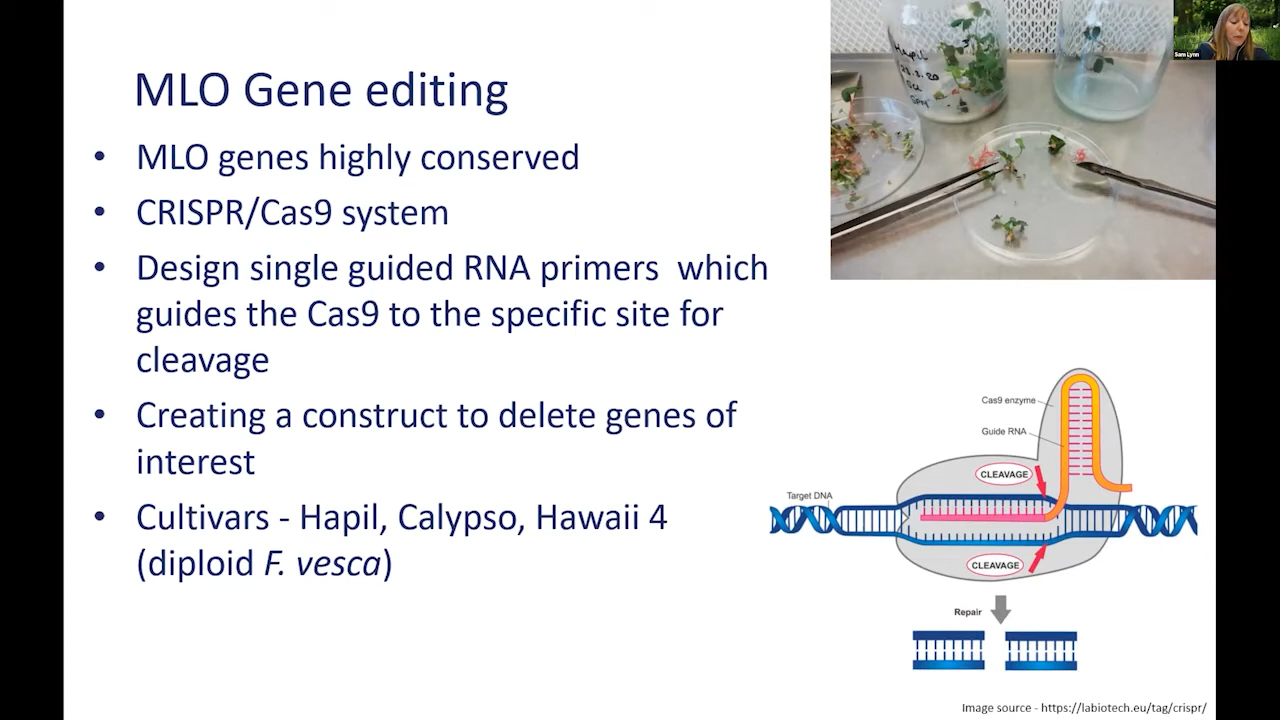 MLO Gene editing
• MLO genes highly conserved
• CRISPR/Cas9 system
• Design single guided RNA primers which
guides the Cas9 to the specific site for
cleavage
• Creating a construct to delete genes of
interest
• Cultivars - Hapil, Calypso, Hawaii 4
(diploid F. vesca)
Hapil
Sam Lynn
Cas9 enzyme
Guide RNA
CLEAVAGE
Target DNA
CLEAVAGE
Repair
Image source - https://labiotech.eu/tag/crispr/